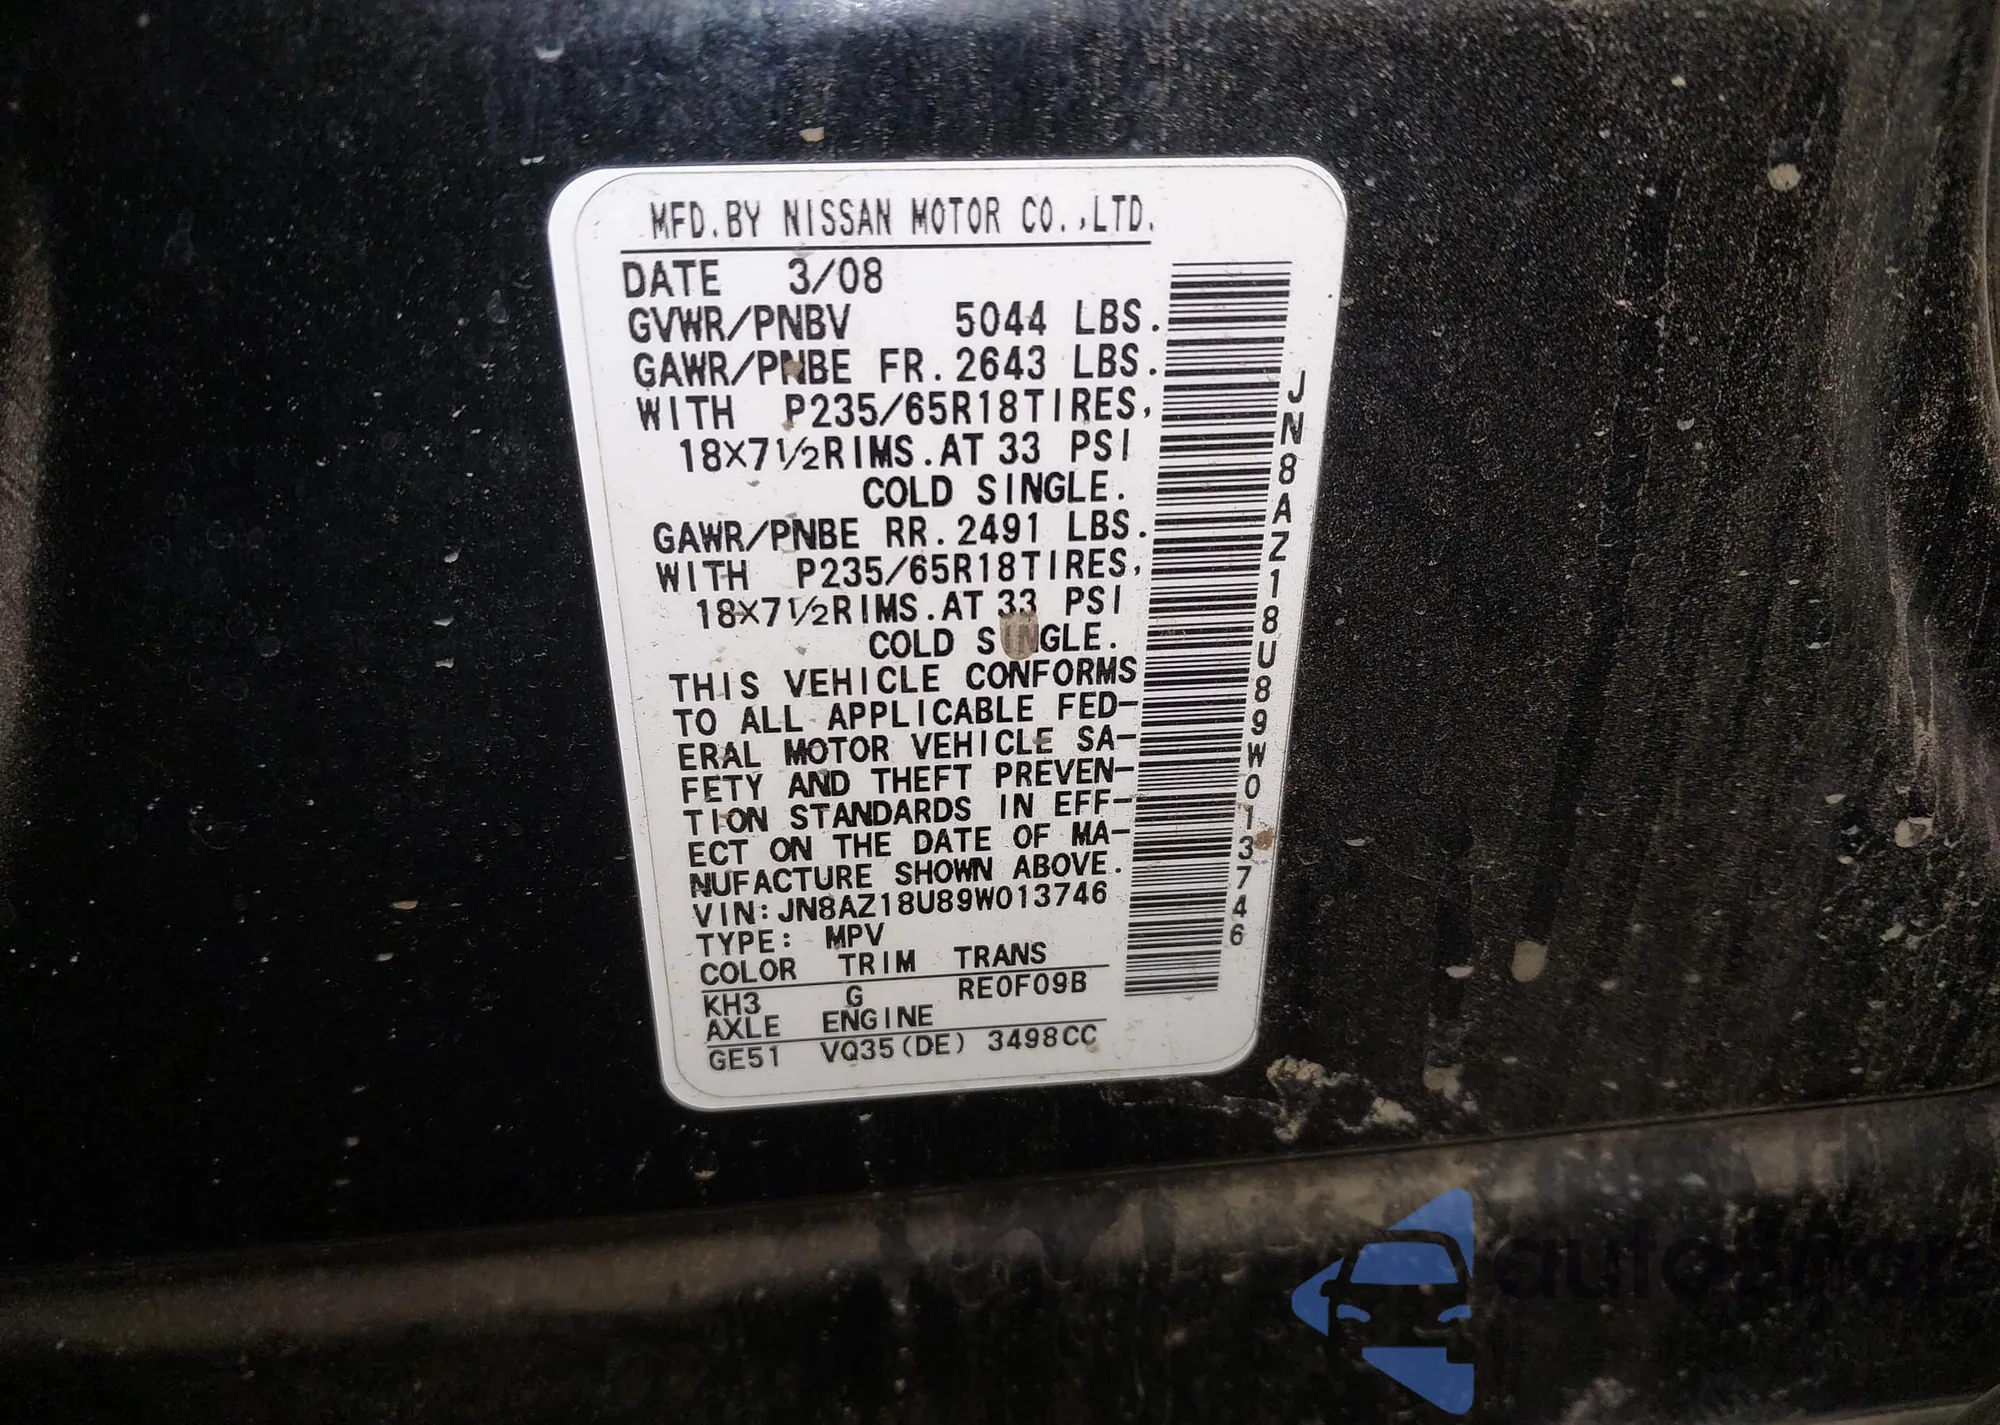 MFD.BY NISSAN MOTOR CO.,LTD.
DATE 3/08
GVWR/PNBV 5044 LBS.
GAWR/PNBE FR. 2643 LBS.
WITH P235/65R18TIRES,
18X7½RIMS.AT 33 PSI
COLD SINGLE.
GAWR/PNBE RR. 2491 LBS.
WITH P235/65R18TIRES,
18X7½RIMS.AT 33 PSI
COLD SINGLE.
THIS VEHICLE CONFORMS
TO ALL APPLICABLE FED-
ERAL MOTOR VEHICLE SA-
FETY AND THEFT PREVEN-
TION STANDARDS IN EFF-
ECT ON THE DATE OF MA-
NUFACTURE SHOWN ABOVE.
VIN:JN8AZ18U89W013746
TYPE: MPV
COLOR TRIM TRANS
KH3 G RE0F09B
AXLE ENGINE
GE51 VQ35(DE) 3498CC
JN8AZ18U89W013746